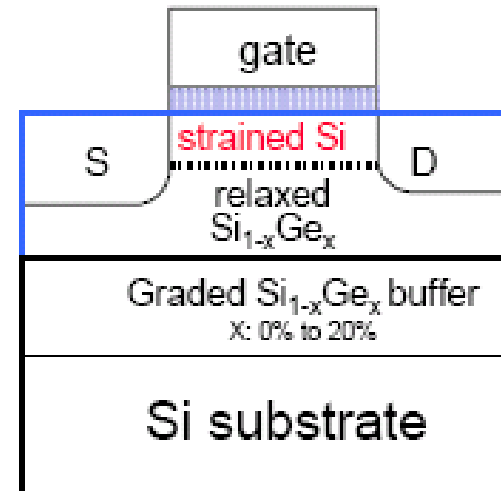 gate
strained Si
S
D
relaxed
Si₁₋ₓGeₓ
Graded Si₁₋ₓGeₓ buffer
X: 0% to 20%
Si substrate